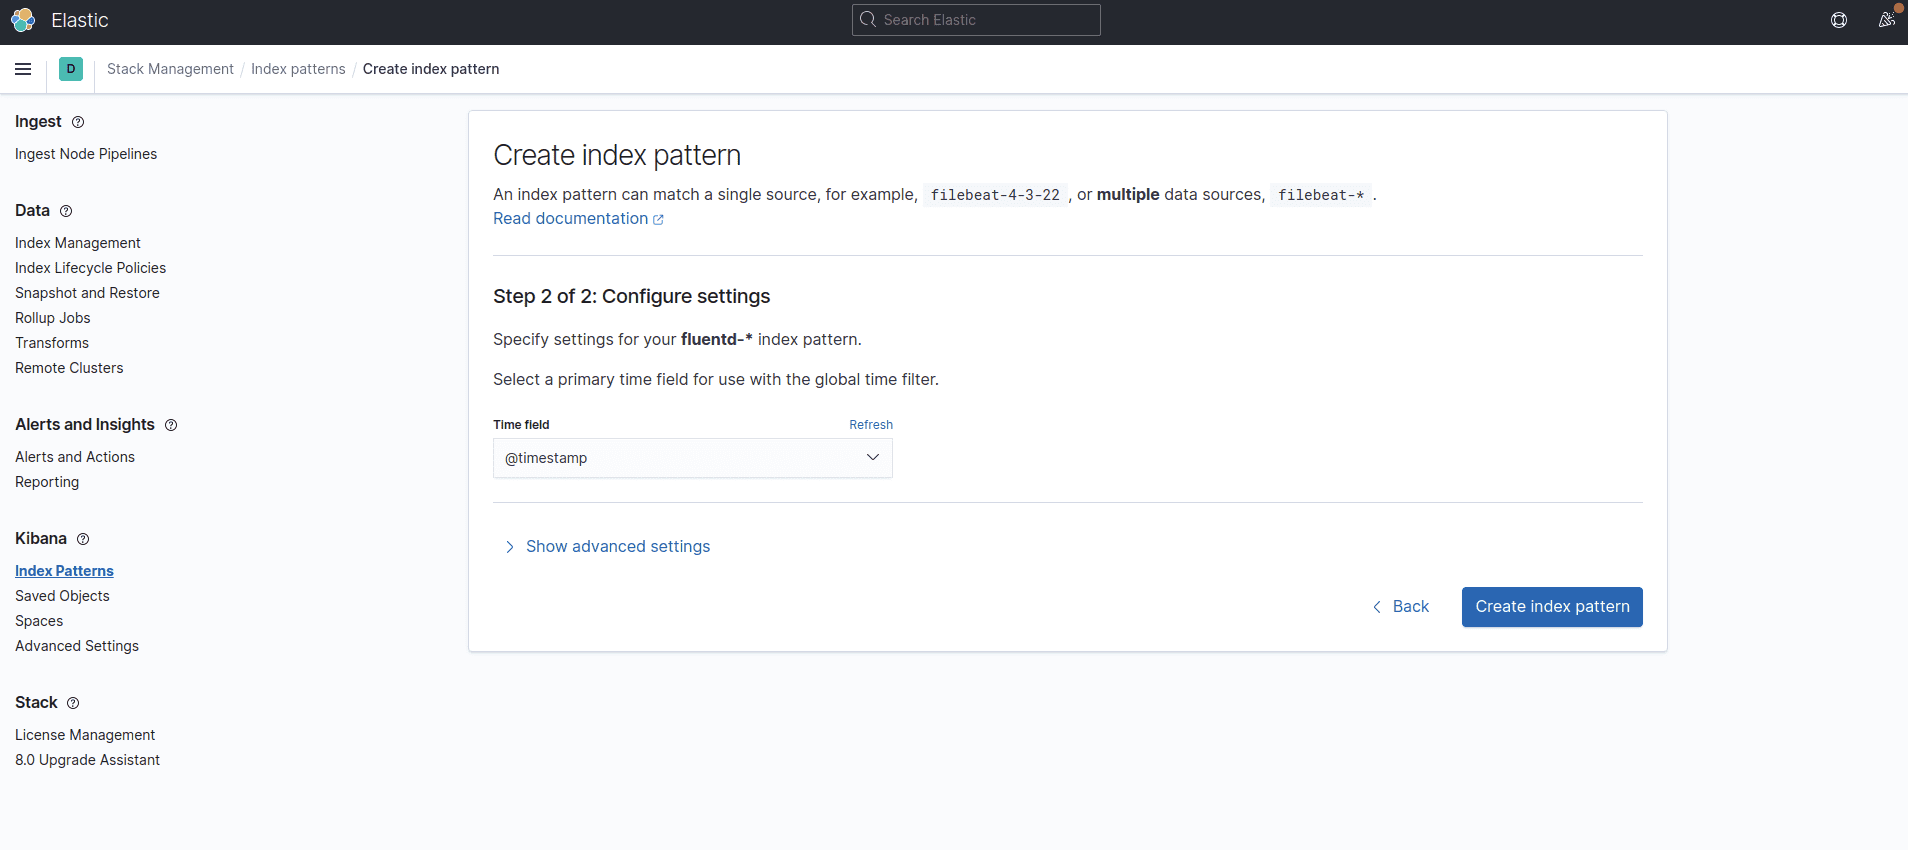 Elastic
Search Elastic
D
Stack Management / Index patterns / Create index pattern
Ingest
Ingest Node Pipelines
Data
Index Management
Index Lifecycle Policies
Snapshot and Restore
Rollup Jobs
Transforms
Remote Clusters
Alerts and Insights
Alerts and Actions
Reporting
Kibana
Index Patterns
Saved Objects
Spaces
Advanced Settings
Stack
License Management
8.0 Upgrade Assistant
Create index pattern
An index pattern can match a single source, for example, filebeat-4-3-22 , or multiple data sources, filebeat-* .
Read documentation
Step 2 of 2: Configure settings
Specify settings for your fluentd-* index pattern.
Select a primary time field for use with the global time filter.
Time field Refresh
@timestamp
Show advanced settings
Back Create index pattern